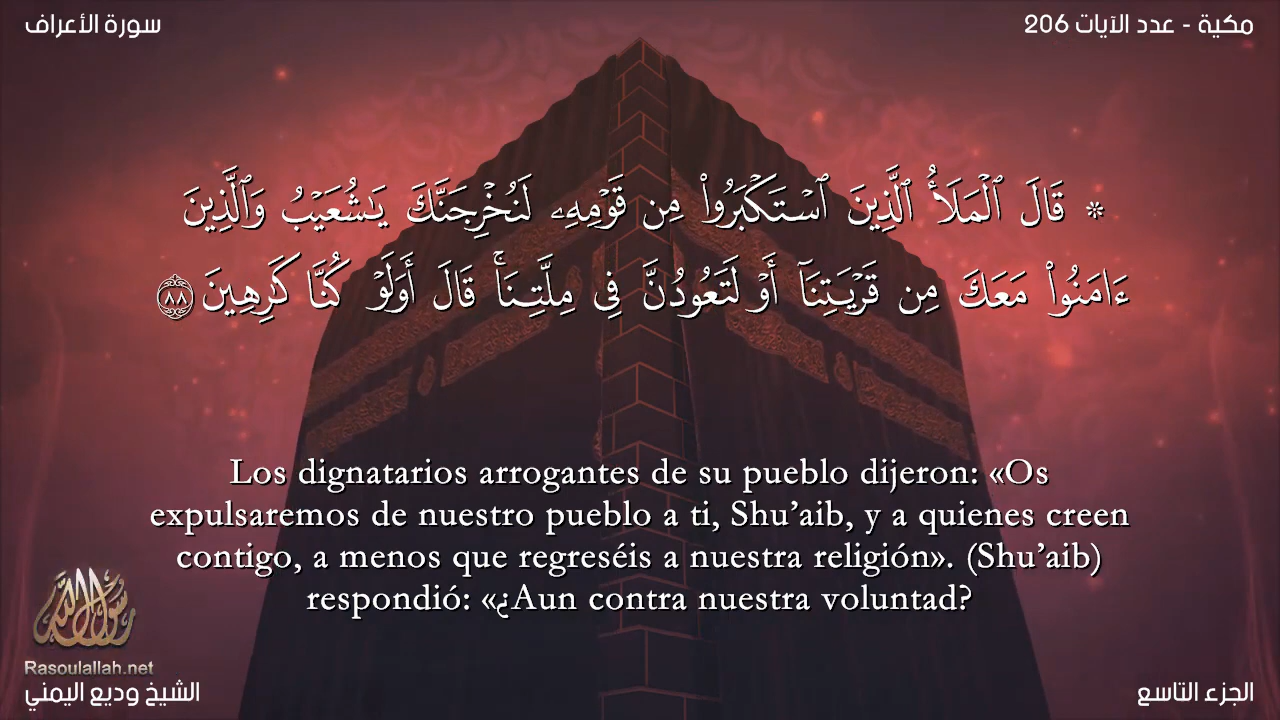 سورة الأعراف
مكية - عدد الآيات 206
* قَالَ ٱلْمَلَأُ ٱلَّذِينَ ٱسْتَكْبَرُوا۟ مِن قَوْمِهِۦ لَنُخْرِجَنَّكَ يَـٰشُعَيْبُ وَٱلَّذِينَ
ءَامَنُوا۟ مَعَكَ مِن قَرْيَتِنَآ أَوْ لَتَعُودُنَّ فِى مِلَّتِنَا ۚ قَالَ أَوَلَوْ كُنَّا كَـٰرِهِينَ ٨٨
Los dignatarios arrogantes de su pueblo dijeron: «Os
expulsaremos de nuestro pueblo a ti, Shu’aib, y a quienes creen
contigo, a menos que regreséis a nuestra religión». (Shu’aib)
respondió: «¿Aun contra nuestra voluntad?
رسول الله
Rasoulallah.net
الشيخ وديع اليمني
الجزء التاسع